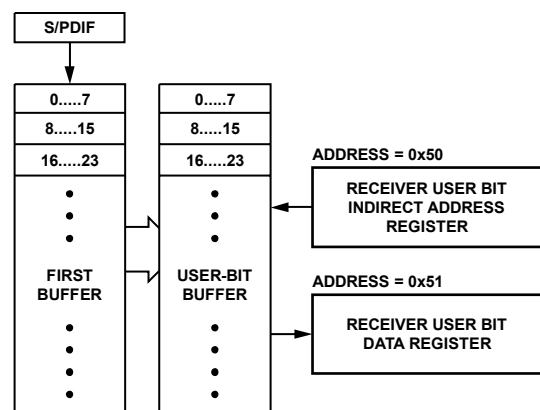 S/PDIF
0.....7
8.....15
16.....23
FIRST
BUFFER
0.....7
8.....15
16.....23
USER-BIT
BUFFER
ADDRESS = 0x50
RECEIVER USER BIT
INDIRECT ADDRESS
REGISTER
ADDRESS = 0x51
RECEIVER USER BIT
DATA REGISTER